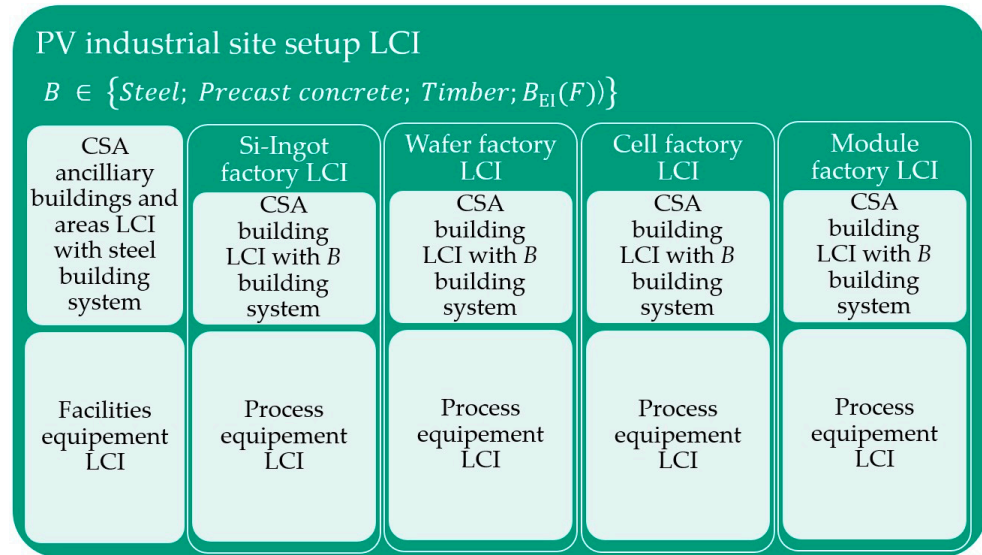 PV industrial site setup LCI
B ∈ {Steel; Precast concrete; Timber; B_EI(F))}
CSA
ancilliary
buildings and
areas LCI
with steel
building
system
Facilities
equipement
LCI
Si-Ingot
factory LCI
CSA
building
LCI with B
building
system
Process
equipement
LCI
Wafer factory
LCI
CSA
building
LCI with B
building
system
Process
equipement
LCI
Cell factory
LCI
CSA
building
LCI with B
building
system
Process
equipement
LCI
Module
factory LCI
CSA
building
LCI with B
building
system
Process
equipement
LCI